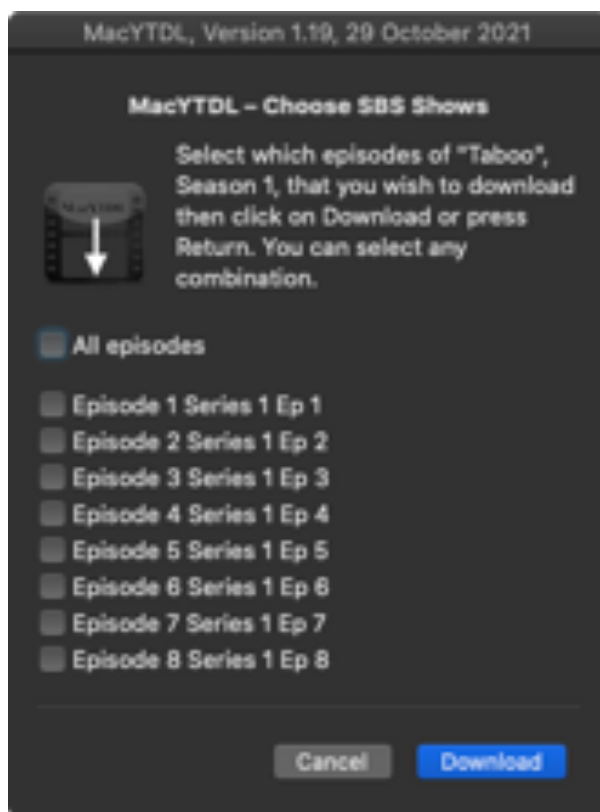 MacYTDL, Version 1.19, 29 October 2021
MacYTDL – Choose SBS Shows
Select which episodes of "Taboo",
Season 1, that you wish to download
then click on Download or press
Return. You can select any
combination.
MacYTDL
All episodes
Episode 1 Series 1 Ep 1
Episode 2 Series 1 Ep 2
Episode 3 Series 1 Ep 3
Episode 4 Series 1 Ep 4
Episode 5 Series 1 Ep 5
Episode 6 Series 1 Ep 6
Episode 7 Series 1 Ep 7
Episode 8 Series 1 Ep 8
Cancel
Download